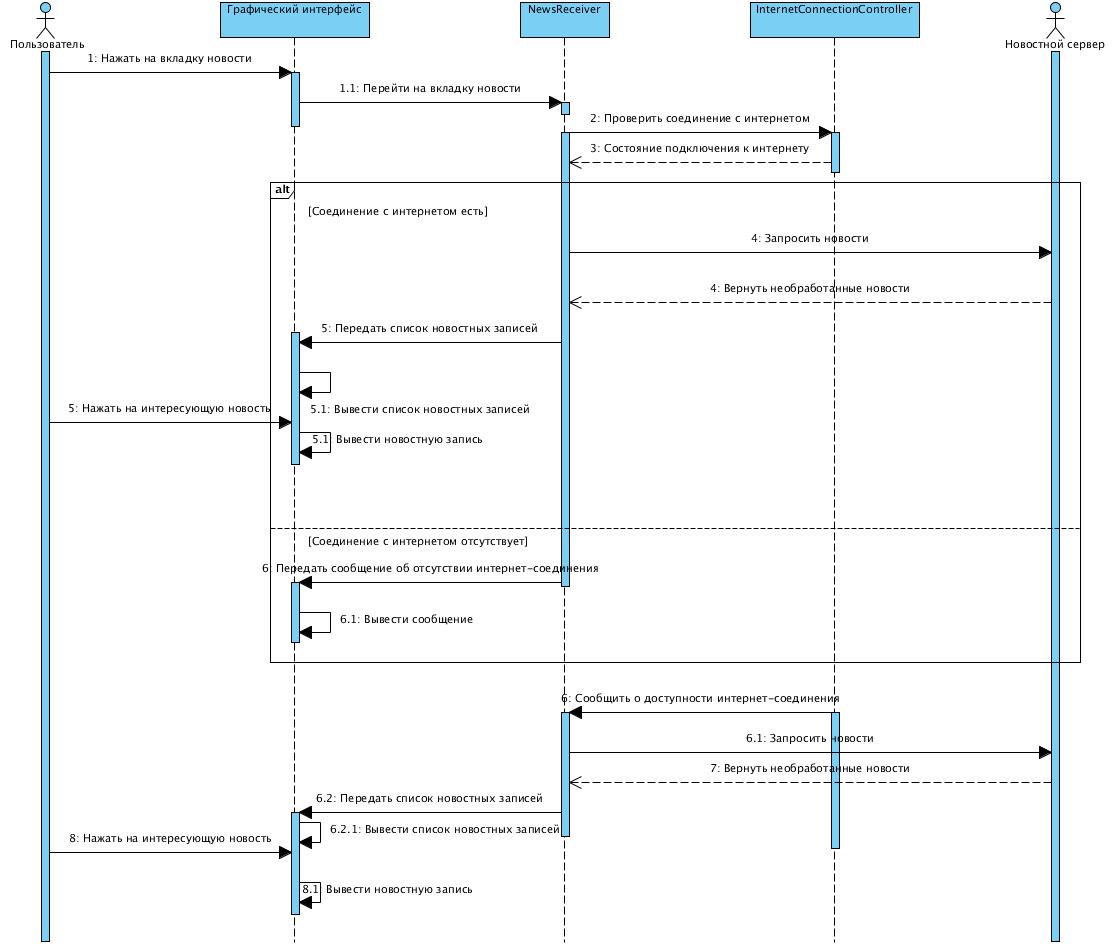 Графический интерфейс
NewsReceiver
InternetConnectionController
Пользователь
Новостной сервер
1: Нажать на вкладку новости
1.1: Перейти на вкладку новости
2: Проверить соединение с интернетом
3: Состояние подключения к интернету
alt
[Соединение с интернетом есть]
4: Запросить новости
4: Вернуть необработанные новости
5: Передать список новостных записей
5: Нажать на интересующую новость
5.1: Вывести список новостных записей
5.1: Вывести новостную запись
[Соединение с интернетом отсутствует]
6: Передать сообщение об отсутствии интернет-соединения
6.1: Вывести сообщение
6: Сообщить о доступности интернет-соединения
6.1: Запросить новости
7: Вернуть необработанные новости
6.2: Передать список новостных записей
6.2.1: Вывести список новостных записей
8: Нажать на интересующую новость
8.1: Вывести новостную запись